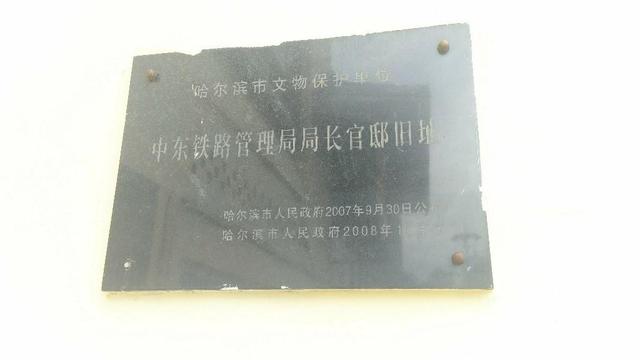 哈尔滨市文物保护单位
中东铁路管理局局长官邸旧址
哈尔滨市人民政府2007年9月30日公
哈尔滨市人民政府2008年1